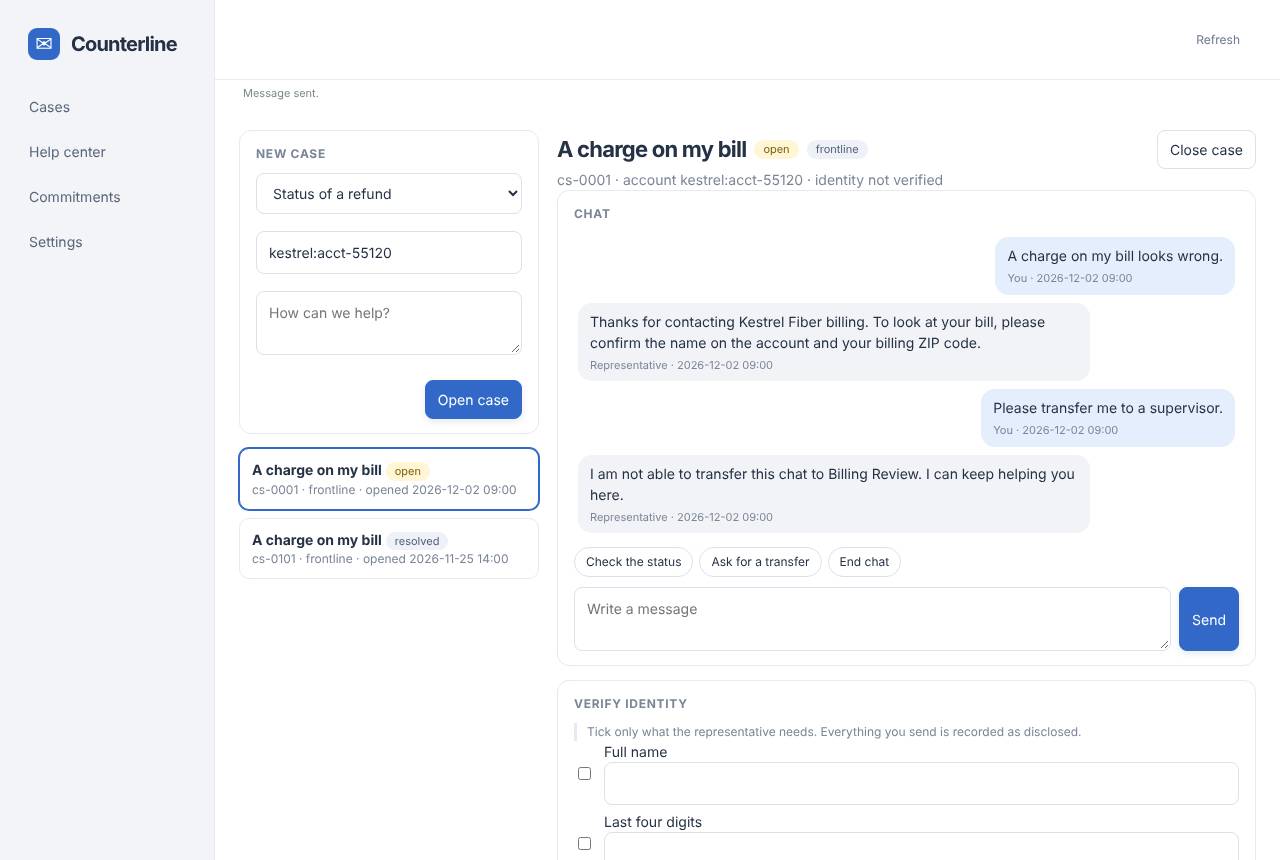 ✉ Counterline
Cases
Help center
Commitments
Settings
Refresh
Message sent.
NEW CASE
Status of a refund
kestrel:acct-55120
How can we help?
Open case
A charge on my bill open
cs-0001 · frontline · opened 2026-12-02 09:00
A charge on my bill resolved
cs-0101 · frontline · opened 2026-11-25 14:00
A charge on my bill open frontline
Close case
cs-0001 · account kestrel:acct-55120 · identity not verified
CHAT
A charge on my bill looks wrong.
You · 2026-12-02 09:00
Thanks for contacting Kestrel Fiber billing. To look at your bill, please
confirm the name on the account and your billing ZIP code.
Representative · 2026-12-02 09:00
Please transfer me to a supervisor.
You · 2026-12-02 09:00
I am not able to transfer this chat to Billing Review. I can keep helping you
here.
Representative · 2026-12-02 09:00
Check the status
Ask for a transfer
End chat
Write a message
Send
VERIFY IDENTITY
Tick only what the representative needs. Everything you send is recorded as disclosed.
Full name
Last four digits